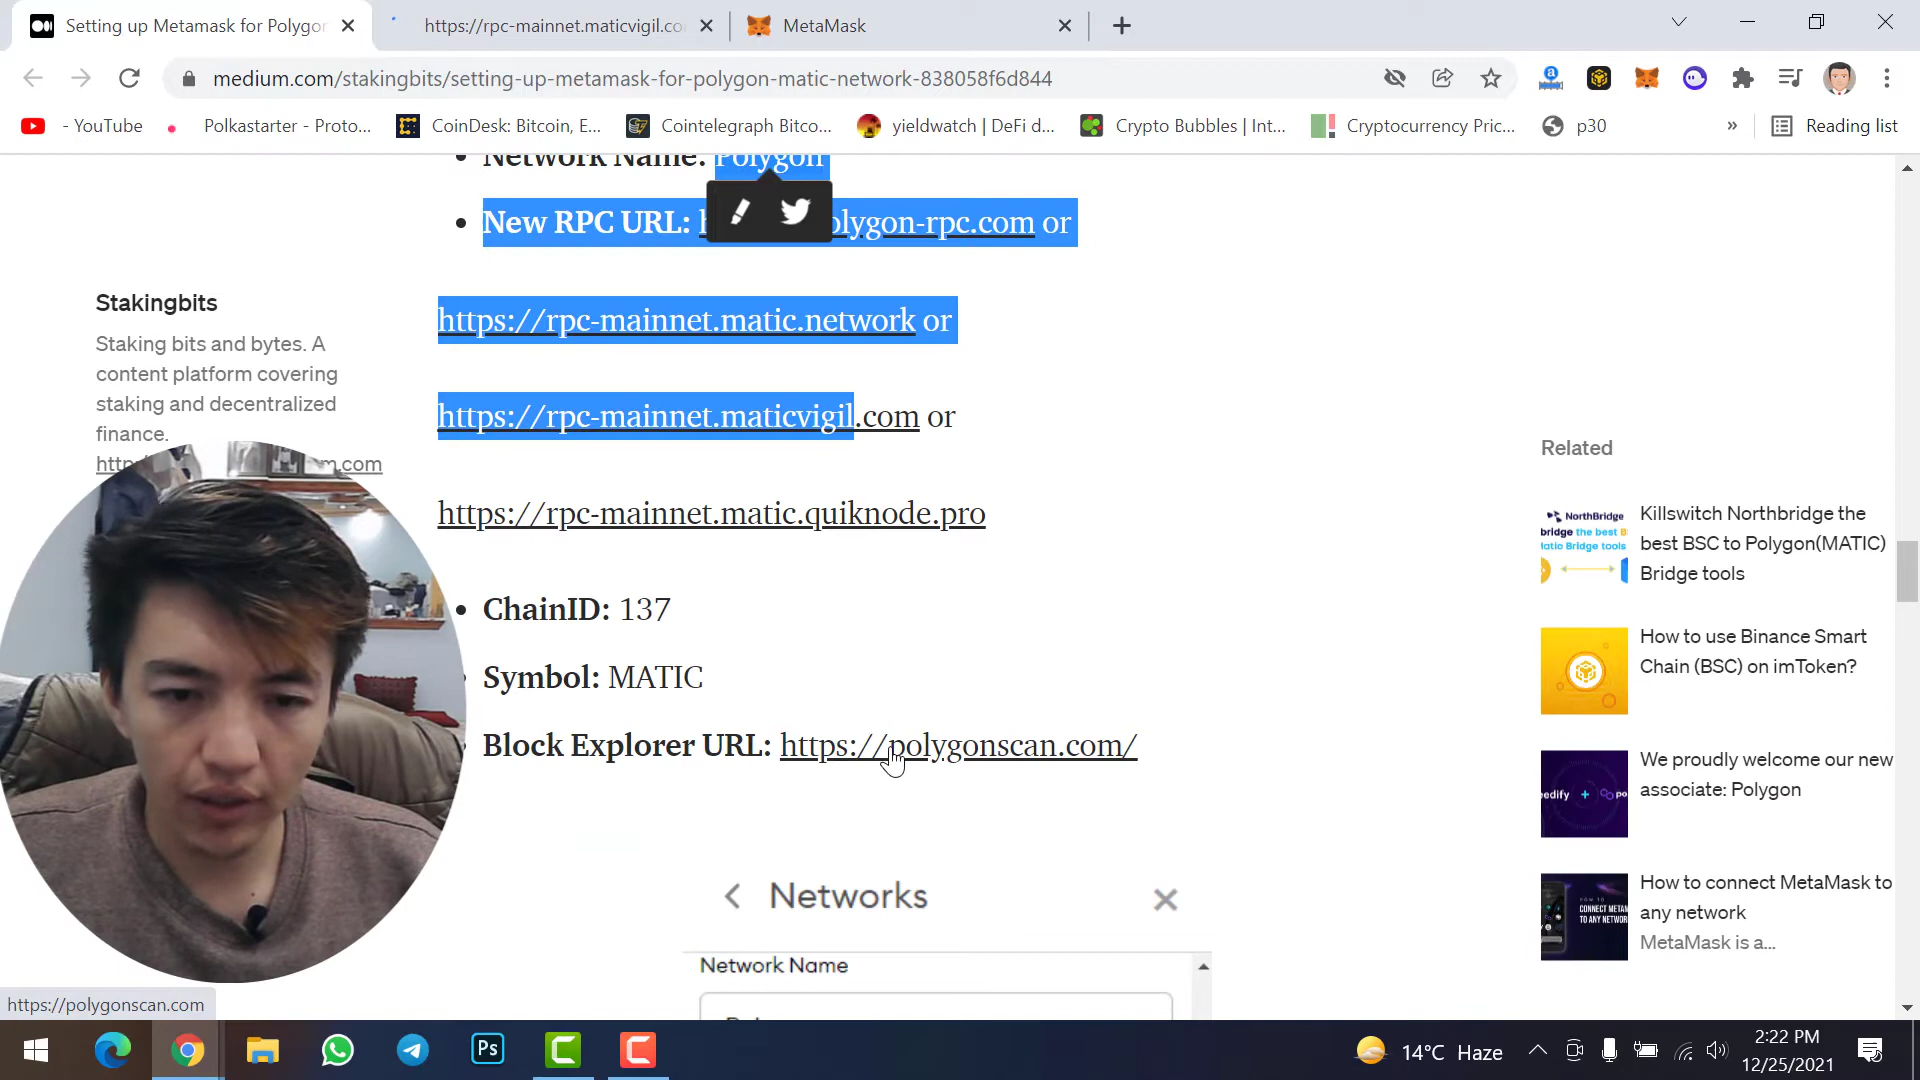 Setting up Metamask for Polygon
https://rpc-mainnet.maticvigil.co
MetaMask
medium.com/stakingbits/setting-up-metamask-for-polygon-matic-network-838058f6d844
- YouTube
Polkastarter - Proto...
CoinDesk: Bitcoin, E...
Cointelegraph Bitco...
yieldwatch | DeFi d...
Crypto Bubbles | Int...
Cryptocurrency Pric...
p30
»
Reading list
Network Name: Polygon
New RPC URL: olygon-rpc.com or
https://rpc-mainnet.matic.network or
https://rpc-mainnet.maticvigil.com or
https://rpc-mainnet.matic.quiknode.pro
ChainID: 137
Symbol: MATIC
Block Explorer URL: https://polygonscan.com/
Stakingbits
Staking bits and bytes. A
content platform covering
staking and decentralized
finance.
Networks
Network Name
Related
NorthBridge
Killswitch Northbridge the
best BSC to Polygon(MATIC)
Bridge tools
How to use Binance Smart
Chain (BSC) on imToken?
We proudly welcome our new
associate: Polygon
How to connect MetaMask to
any network
MetaMask is a...
https://polygonscan.com
Ps
14°C Haze
2:22 PM
12/25/2021